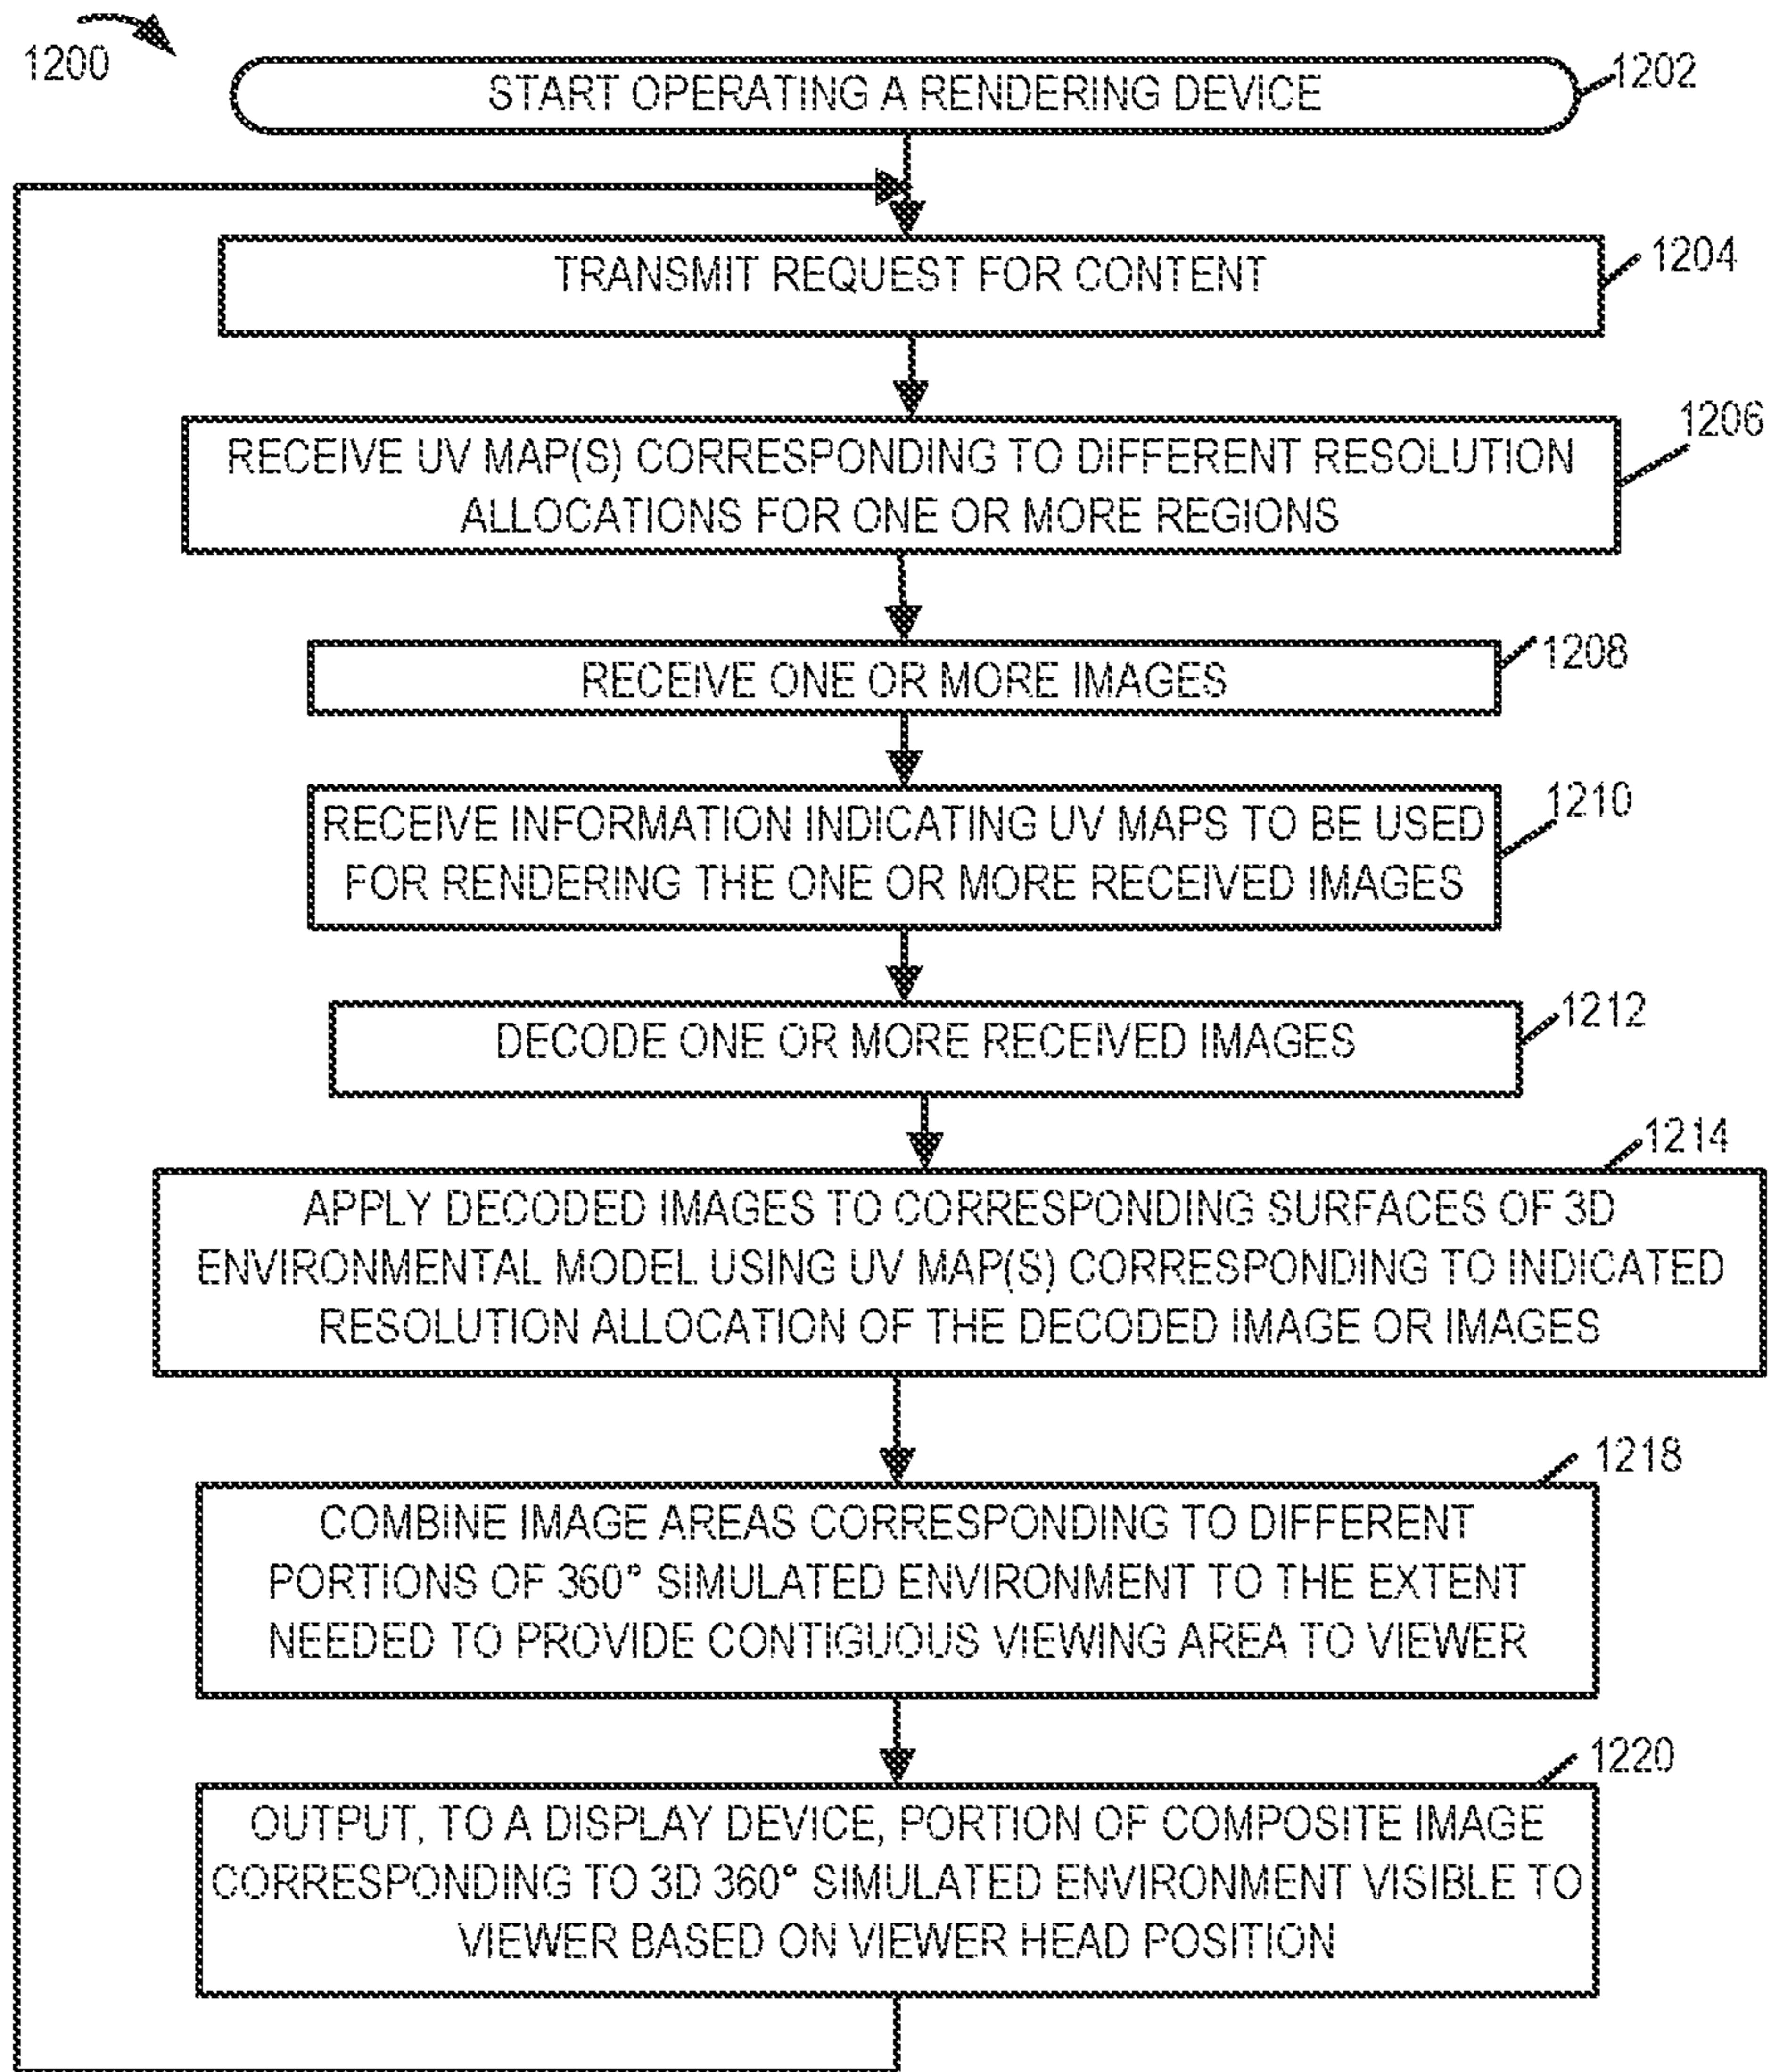 1200
START OPERATING A RENDERING DEVICE
1202
TRANSMIT REQUEST FOR CONTENT
1204
RECEIVE UV MAP(S) CORRESPONDING TO DIFFERENT RESOLUTION
ALLOCATIONS FOR ONE OR MORE REGIONS
1206
RECEIVE ONE OR MORE IMAGES
1208
RECEIVE INFORMATION INDICATING UV MAPS TO BE USED
FOR RENDERING THE ONE OR MORE RECEIVED IMAGES
1210
DECODE ONE OR MORE RECEIVED IMAGES
1212
1214
APPLY DECODED IMAGES TO CORRESPONDING SURFACES OF 3D
ENVIRONMENTAL MODEL USING UV MAP(S) CORRESPONDING TO INDICATED
RESOLUTION ALLOCATION OF THE DECODED IMAGE OR IMAGES
1218
COMBINE IMAGE AREAS CORRESPONDING TO DIFFERENT
PORTIONS OF 360° SIMULATED ENVIRONMENT TO THE EXTENT
NEEDED TO PROVIDE CONTIGUOUS VIEWING AREA TO VIEWER
1220
OUTPUT, TO A DISPLAY DEVICE, PORTION OF COMPOSITE IMAGE
CORRESPONDING TO 3D 360° SIMULATED ENVIRONMENT VISIBLE TO
VIEWER BASED ON VIEWER HEAD POSITION